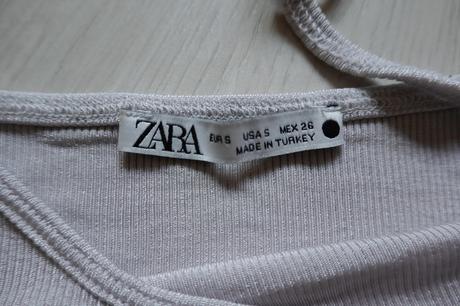 ZARA
EUR S USA S MEX 26
MADE IN TURKEY